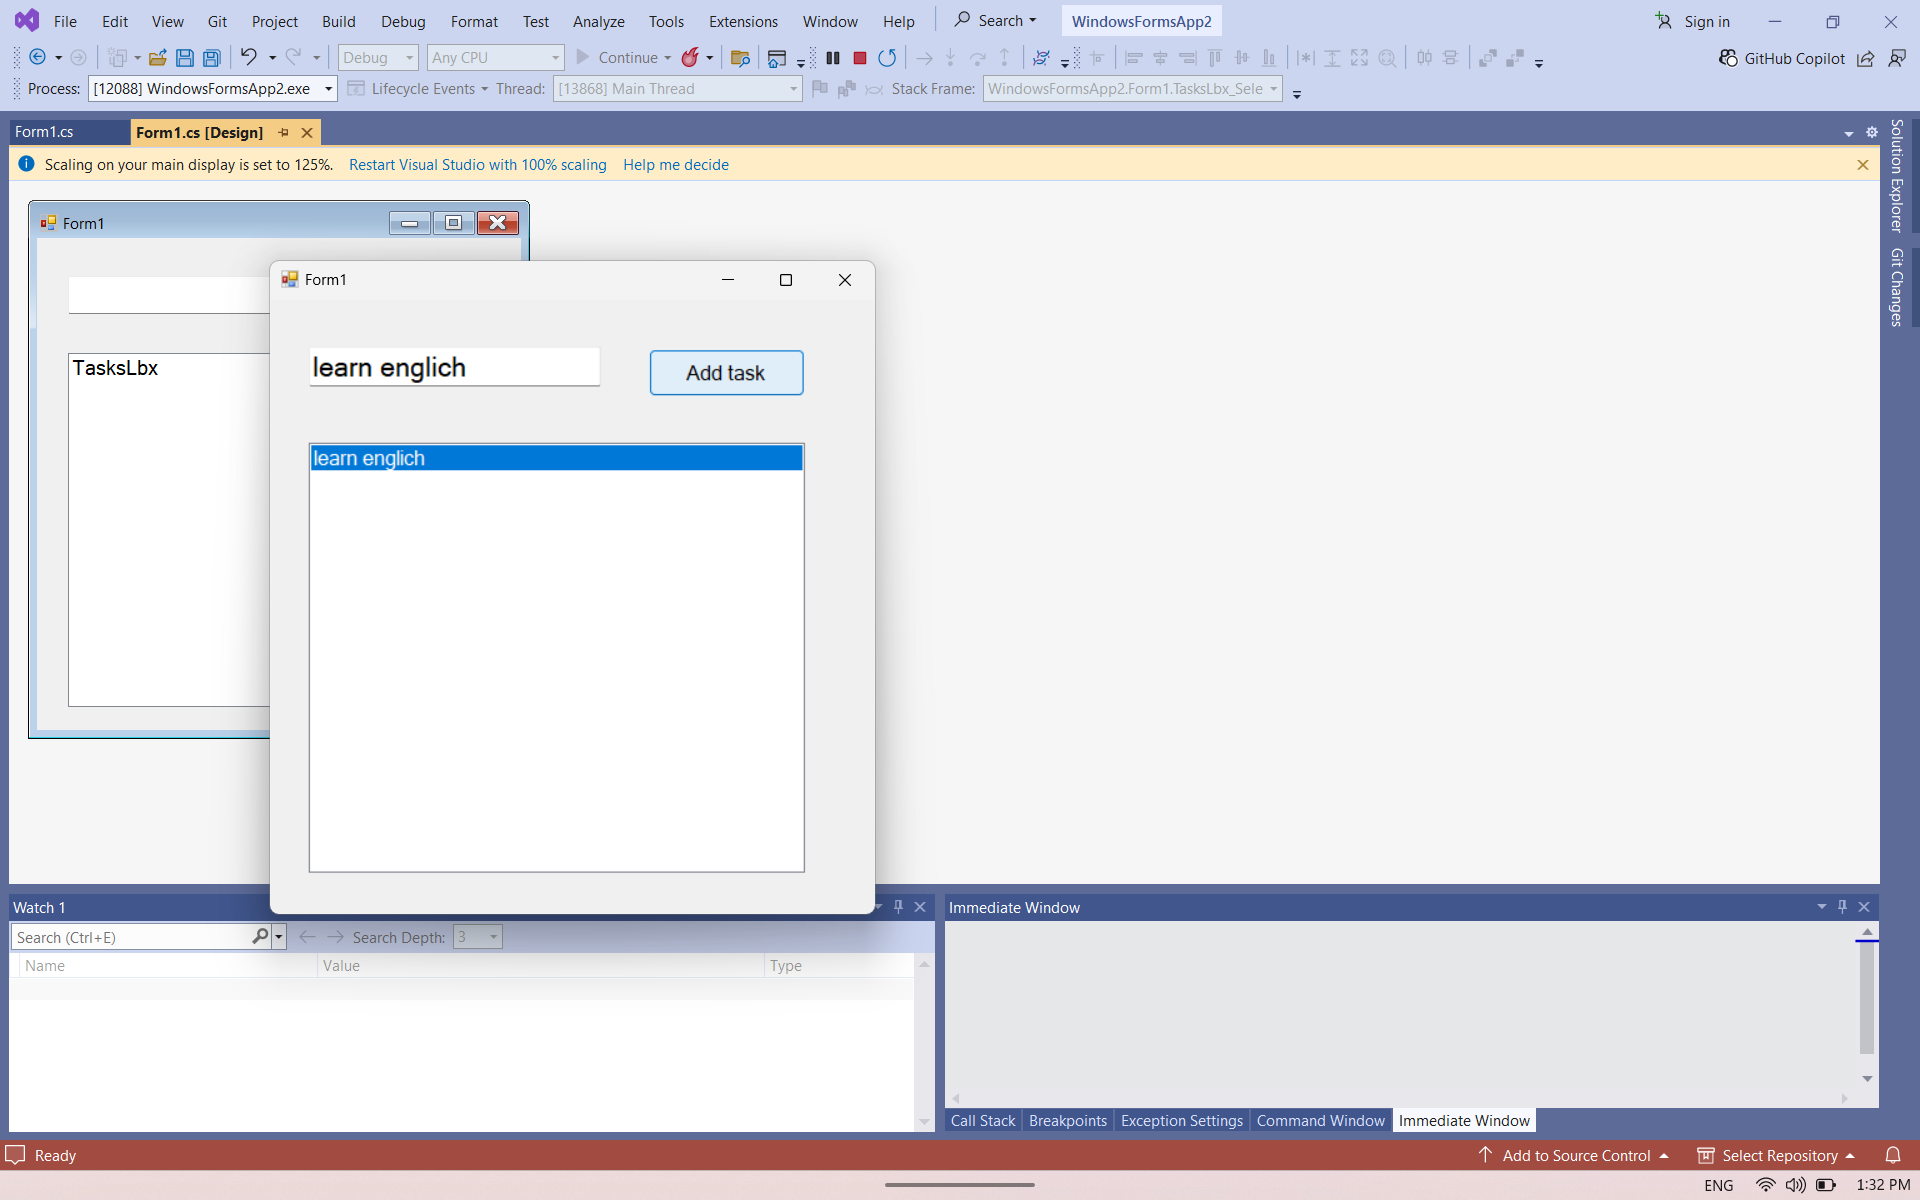 File Edit View Git Project Build Debug Format Test Analyze Tools Extensions Window Help Search WindowsFormsApp2 Sign in
Debug Any CPU Continue GitHub Copilot
Process: [12088] WindowsFormsApp2.exe Lifecycle Events Thread: [13868] Main Thread Stack Frame: WindowsFormsApp2.Form1.TasksLbx_Sele
Form1.cs Form1.cs [Design]
Scaling on your main display is set to 125%. Restart Visual Studio with 100% scaling Help me decide
Solution Explorer
Git Changes
Form1
TasksLbx
Form1
learn englich Add task
learn englich
Watch 1
Search (Ctrl+E) Search Depth: 3
Name Value Type
Immediate Window
Call Stack Breakpoints Exception Settings Command Window Immediate Window
Ready Add to Source Control Select Repository
ENG 1:32 PM